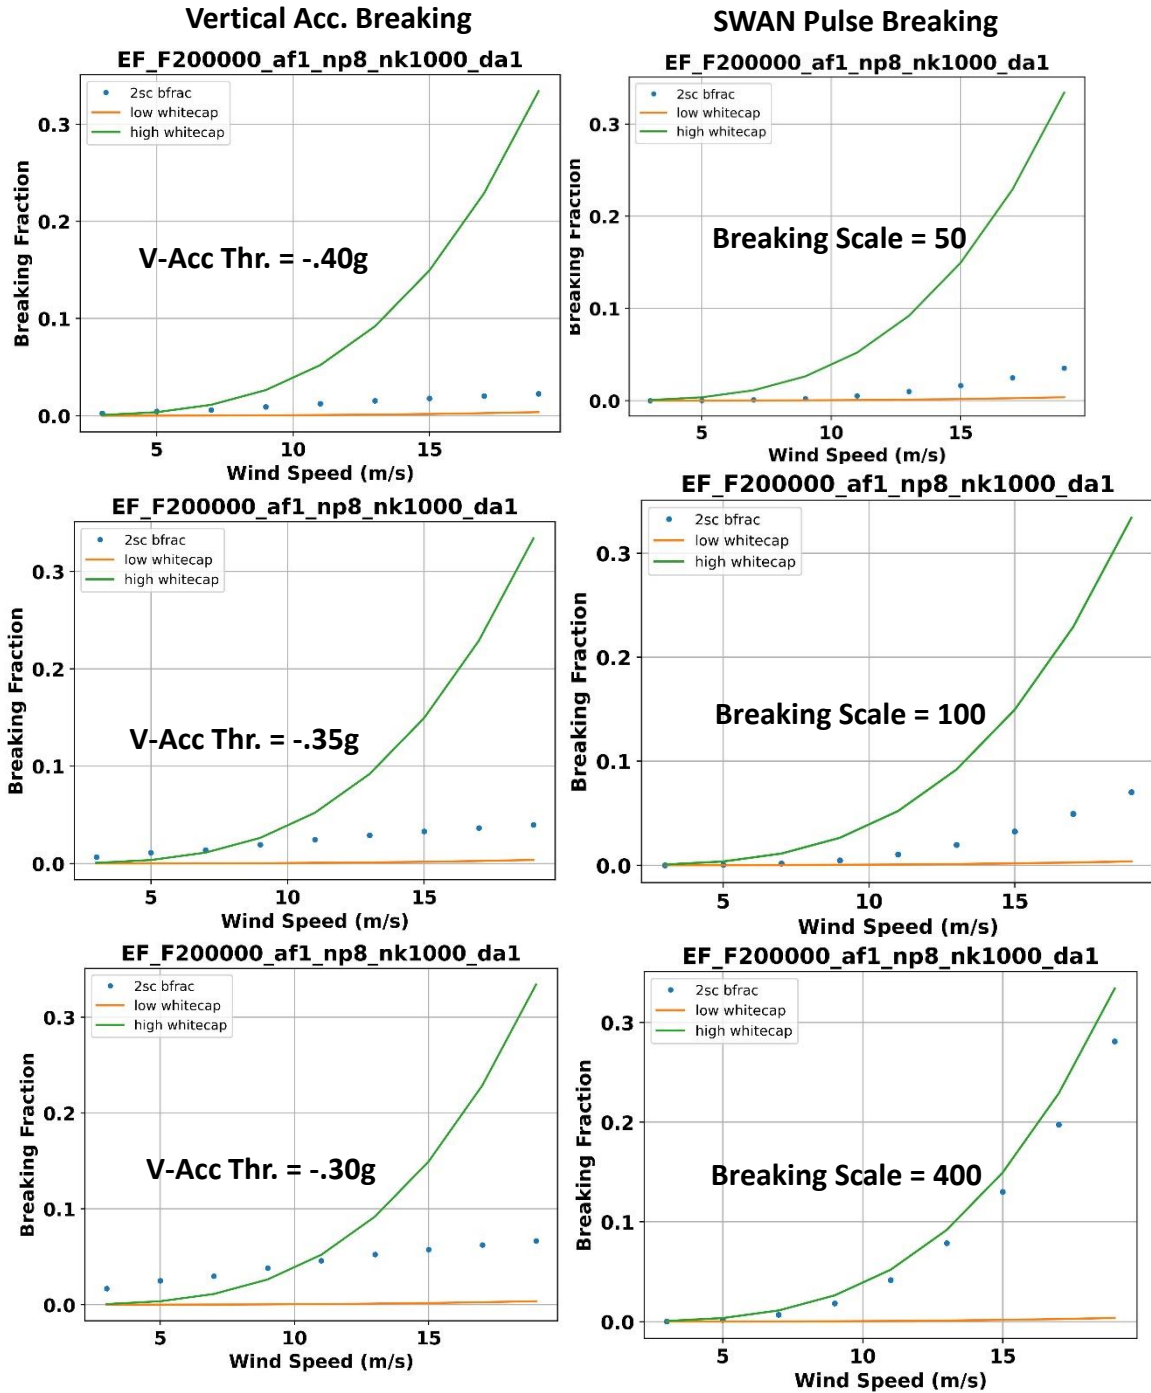 Vertical Acc. Breaking
SWAN Pulse Breaking
EF_F200000_af1_np8_nk1000_da1
2sc bfrac
low whitecap
high whitecap
0.3
0.2
0.1
0.0
Breaking Fraction
V-Acc Thr. = -.40g
5
10
15
Wind Speed (m/s)
EF_F200000_af1_np8_nk1000_da1
2sc bfrac
low whitecap
high whitecap
0.3
0.2
0.1
0.0
Breaking Fraction
Breaking Scale = 50
5
10
15
Wind Speed (m/s)
EF_F200000_af1_np8_nk1000_da1
2sc bfrac
low whitecap
high whitecap
0.3
0.2
0.1
0.0
Breaking Fraction
V-Acc Thr. = -.35g
5
10
15
Wind Speed (m/s)
EF_F200000_af1_np8_nk1000_da1
2sc bfrac
low whitecap
high whitecap
0.3
0.2
0.1
0.0
Breaking Fraction
Breaking Scale = 100
5
10
15
Wind Speed (m/s)
EF_F200000_af1_np8_nk1000_da1
2sc bfrac
low whitecap
high whitecap
0.3
0.2
0.1
0.0
Breaking Fraction
V-Acc Thr. = -.30g
5
10
15
Wind Speed (m/s)
EF_F200000_af1_np8_nk1000_da1
2sc bfrac
low whitecap
high whitecap
0.3
0.2
0.1
0.0
Breaking Fraction
Breaking Scale = 400
5
10
15
Wind Speed (m/s)